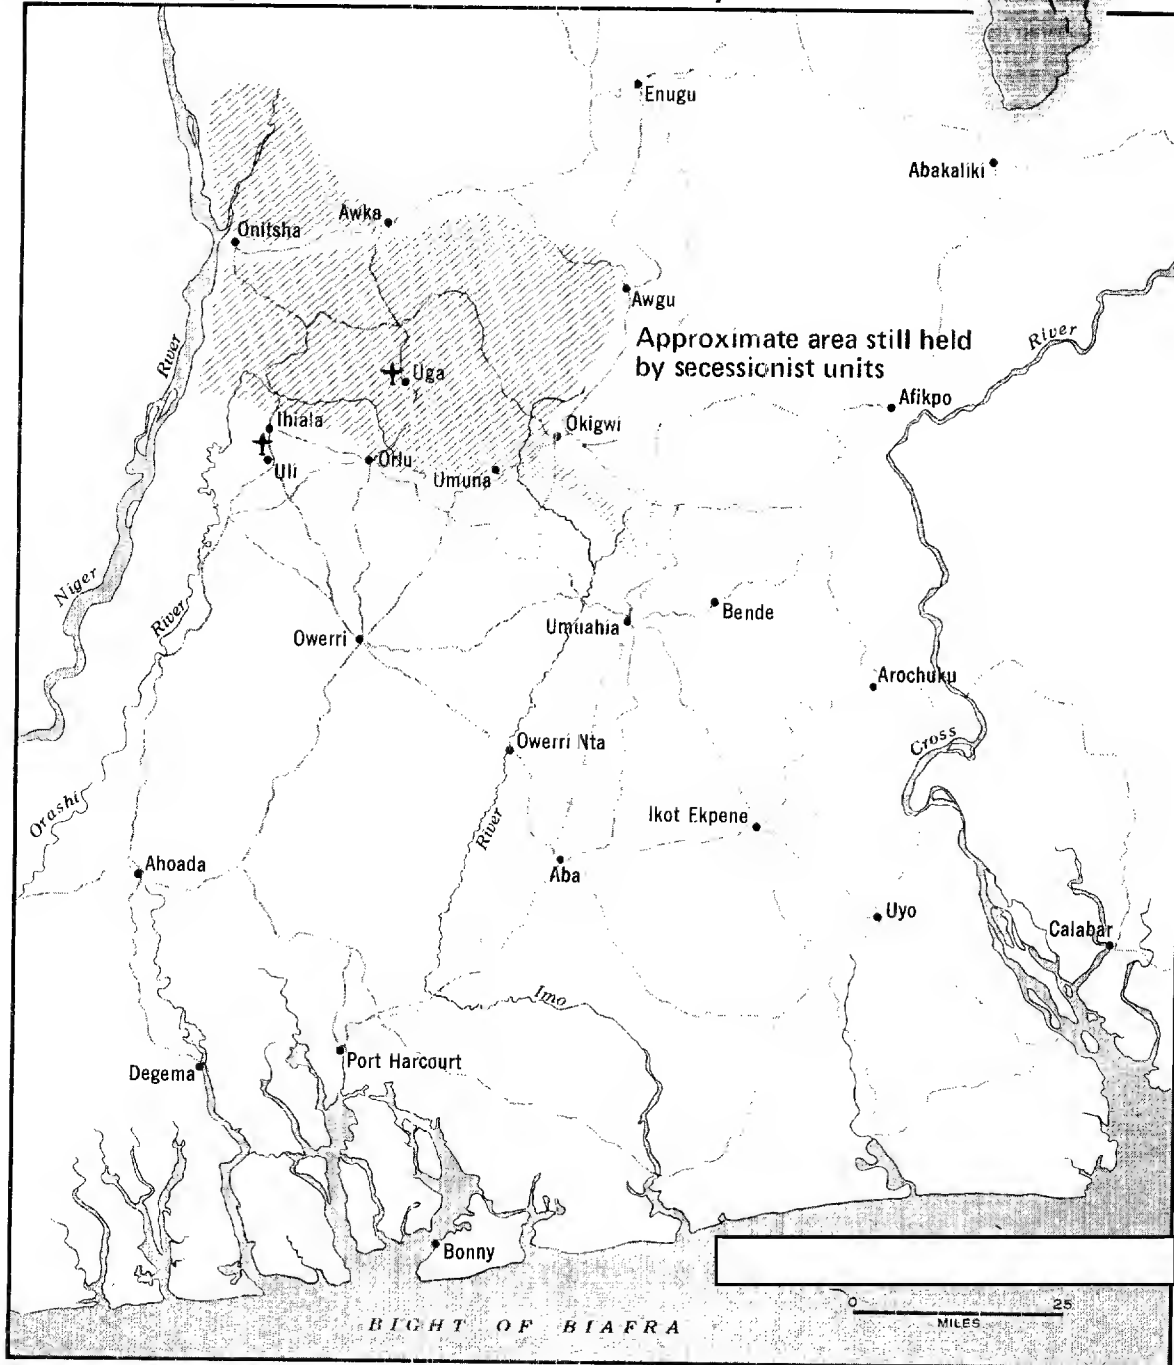 Enugu
Abakaliki
Awka
Onitsha
Awgu
Approximate area still held
by secessionist units
River
River
Uga
Afikpo
Ihiala
Okigwi
Uli
Orlu
Umuna
Niger
River
Bende
Umuahia
Owerri
Arochuku
Cross
Owerri Nta
Orashi
River
Ikot Ekpene
Ahoada
Aba
Uyo
Calabar
Imo
Port Harcourt
Degema
Bonny
0 25
MILES
BIGHT OF BIAFRA